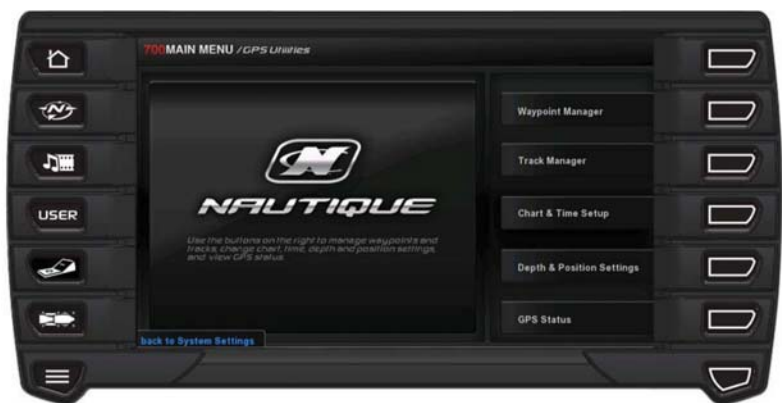 700MAIN MENU /GPS Utilities
Waypoint Manager
Track Manager
NAUTIQUE
USER
Chart & Time Setup
Use the buttons on the right to manage waypoints and
tracks, change chart, time, depth and position settings,
and view GPS status.
Depth & Position Settings
GPS Status
back to System Settings